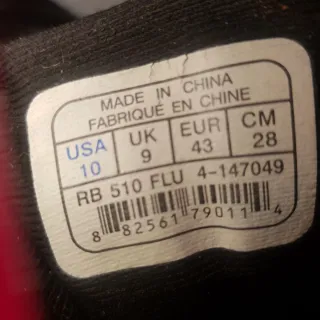 MADE IN CHINA
FABRIQUÉ EN CHINE
USA UK EUR CM
10 9 43 28
RB 510 FLU 4-147049
8 82561 79011 4